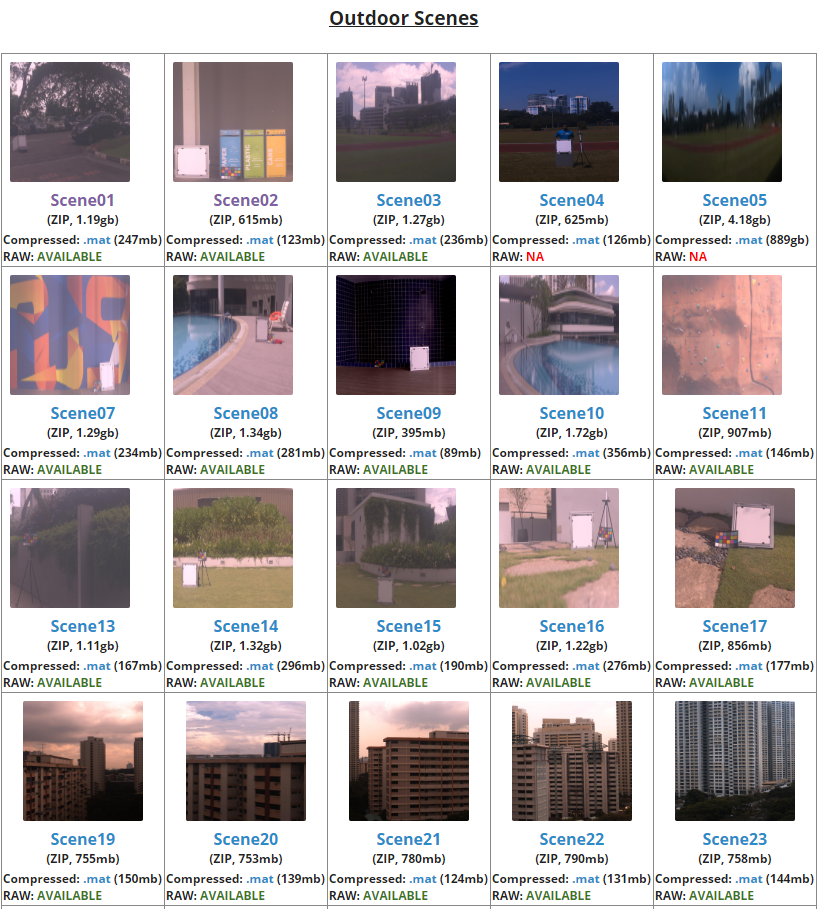 Outdoor Scenes
Scene01
(ZIP, 1.19gb)
Compressed: .mat (247mb)
RAW: AVAILABLE
Scene02
(ZIP, 615mb)
Compressed: .mat (123mb)
RAW: AVAILABLE
Scene03
(ZIP, 1.27gb)
Compressed: .mat (236mb)
RAW: AVAILABLE
Scene04
(ZIP, 625mb)
Compressed: .mat (126mb)
RAW: NA
Scene05
(ZIP, 4.18gb)
Compressed: .mat (889gb)
RAW: NA
Scene07
(ZIP, 1.29gb)
Compressed: .mat (234mb)
RAW: AVAILABLE
Scene08
(ZIP, 1.34gb)
Compressed: .mat (281mb)
RAW: AVAILABLE
Scene09
(ZIP, 395mb)
Compressed: .mat (89mb)
RAW: AVAILABLE
Scene10
(ZIP, 1.72gb)
Compressed: .mat (356mb)
RAW: AVAILABLE
Scene11
(ZIP, 907mb)
Compressed: .mat (146mb)
RAW: AVAILABLE
Scene13
(ZIP, 1.11gb)
Compressed: .mat (167mb)
RAW: AVAILABLE
Scene14
(ZIP, 1.32gb)
Compressed: .mat (296mb)
RAW: AVAILABLE
Scene15
(ZIP, 1.02gb)
Compressed: .mat (190mb)
RAW: AVAILABLE
Scene16
(ZIP, 1.22gb)
Compressed: .mat (276mb)
RAW: AVAILABLE
Scene17
(ZIP, 856mb)
Compressed: .mat (177mb)
RAW: AVAILABLE
Scene19
(ZIP, 755mb)
Compressed: .mat (150mb)
RAW: AVAILABLE
Scene20
(ZIP, 753mb)
Compressed: .mat (139mb)
RAW: AVAILABLE
Scene21
(ZIP, 780mb)
Compressed: .mat (124mb)
RAW: AVAILABLE
Scene22
(ZIP, 790mb)
Compressed: .mat (131mb)
RAW: AVAILABLE
Scene23
(ZIP, 758mb)
Compressed: .mat (144mb)
RAW: AVAILABLE